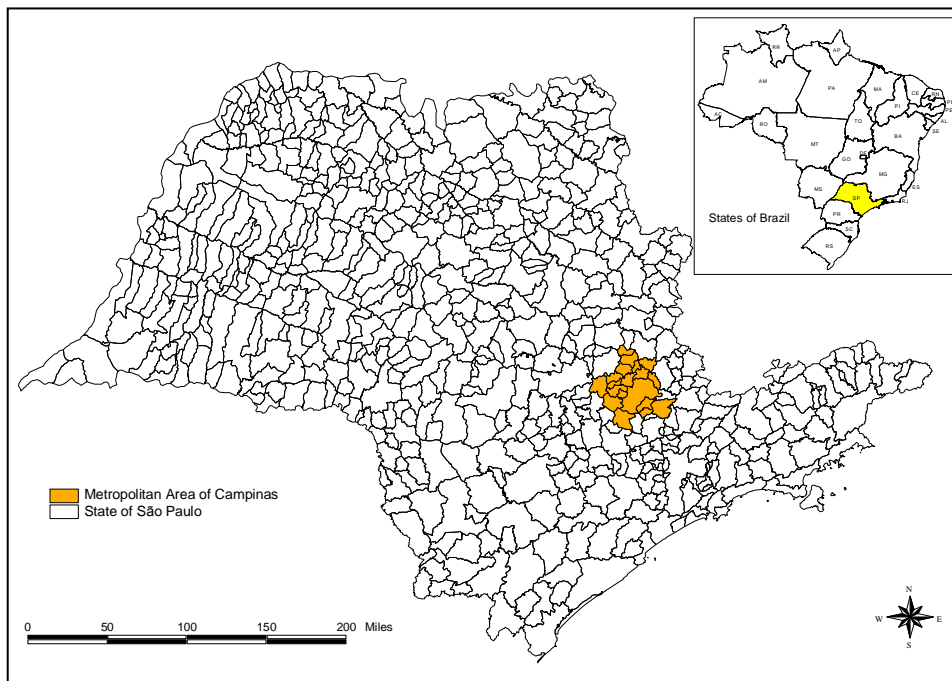 RR
AP
AM
PA
MA
CE
RN
PE
AC
RO
TO
PI
AL
SE
MT
BA
DF
GO
MG
MS
ES
SP
RJ
PR
SC
RS
States of Brazil
Metropolitan Area of Campinas
State of São Paulo
0 50 100 150 200 Miles
N
W E
S